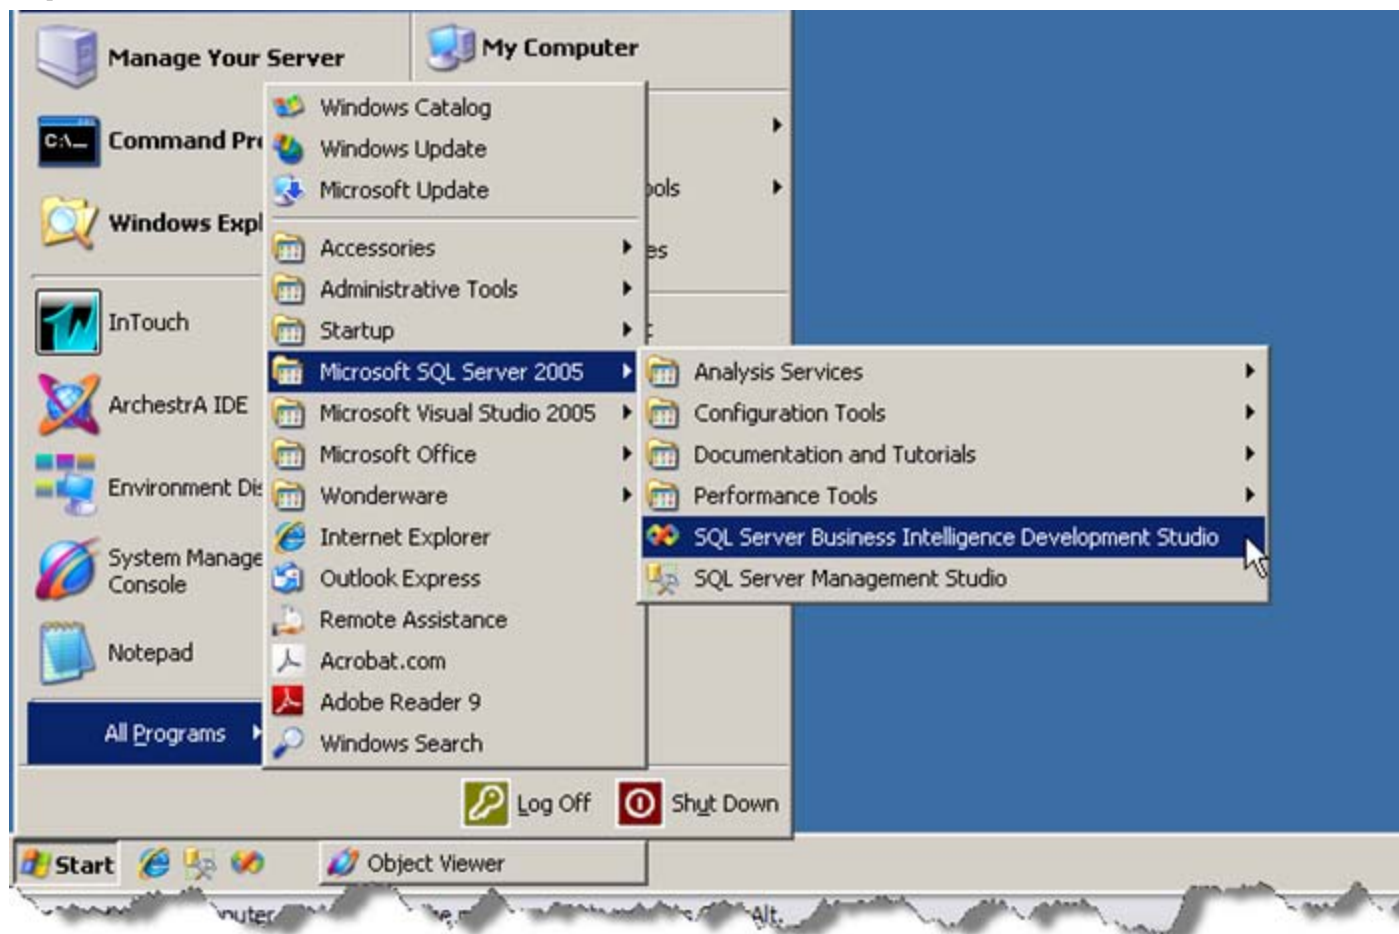 Manage Your Server
My Computer
C:\_
Command Pr
Windows Expl
InTouch
ArchestrA IDE
Environment Dis
System Manage
Console
Notepad
All Programs
Windows Catalog
Windows Update
Microsoft Update
Accessories
Administrative Tools
Startup
Microsoft SQL Server 2005
Microsoft Visual Studio 2005
Microsoft Office
Wonderware
Internet Explorer
Outlook Express
Remote Assistance
Acrobat.com
Adobe Reader 9
Windows Search
ools
es
Analysis Services
Configuration Tools
Documentation and Tutorials
Performance Tools
SQL Server Business Intelligence Development Studio
SQL Server Management Studio
Log Off
Shut Down
Start
Object Viewer
Alt.